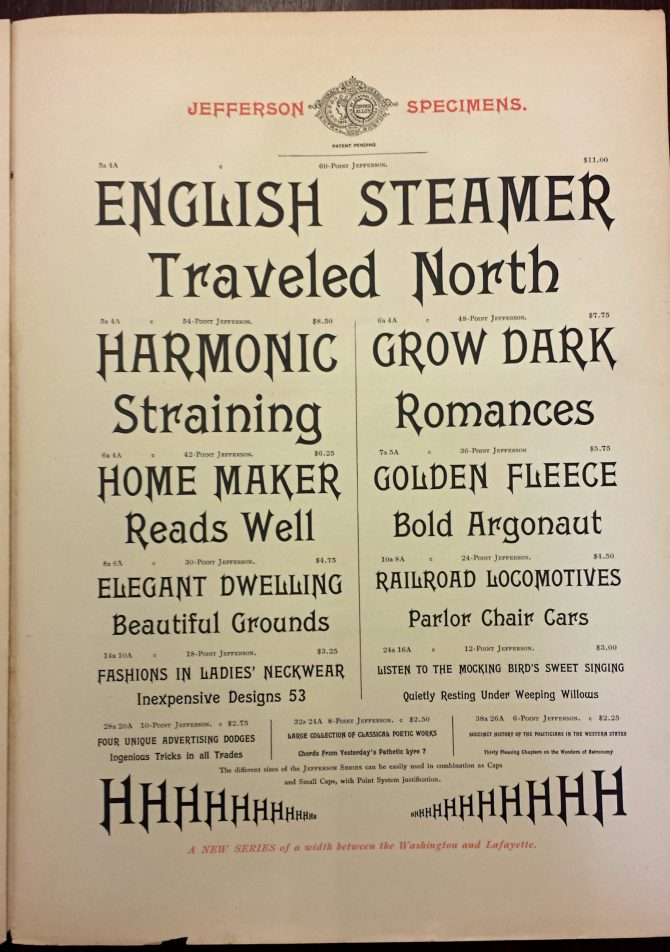 JEFFERSON SPECIMENS.
PATENT PENDING
5a 4A c 60-Point Jefferson. $11.00
ENGLISH STEAMER
Traveled North
5a 4A c 54-Point Jefferson. $8.50
HARMONIC
Straining
6a 4A c 48-Point Jefferson. $7.75
GROW DARK
Romances
6a 4A c 42-Point Jefferson. $6.25
HOME MAKER
Reads Well
7a 5A c 36-Point Jefferson $5.75
GOLDEN FLEECE
Bold Argonaut
8a 6A c 30-Point Jefferson. $4.75
ELEGANT DWELLING
Beautiful Grounds
10a 8A c 24-Point Jefferson. $4.50
RAILROAD LOCOMOTIVES
Parlor Chair Cars
14a 10A c 18-Point Jefferson. $3.25
FASHIONS IN LADIES' NECKWEAR
Inexpensive Designs 53
24a 16A c 12-Point Jefferson. $3.00
LISTEN TO THE MOCKING BIRD'S SWEET SINGING
Quietly Resting Under Weeping Willows
28a 20A 10-Point Jefferson. c $2.75
FOUR UNIQUE ADVERTISING DODGES
Ingenious Tricks in all Trades
32a 24A 8-Point Jefferson. c $2.50
LARGE COLLECTION OF CLASSICAL POETIC WORKS
Chords From Yesterday's Pathetic Lyre 7
38a 26A 6-Point Jefferson. c $2.25
SUCCINCT HISTORY OF THE POLITICIANS IN THE WESTERN STATES
Thirty Pleasing Chapters on the Wonders of Astronomy
The different sizes of the Jefferson Series can be easily used in combination as Caps
and Small Caps, with Point System justification.
HHHHHHHHHHHH HHHHHHHHHHHH
A NEW SERIES of a width between the Washington and Lafayette.